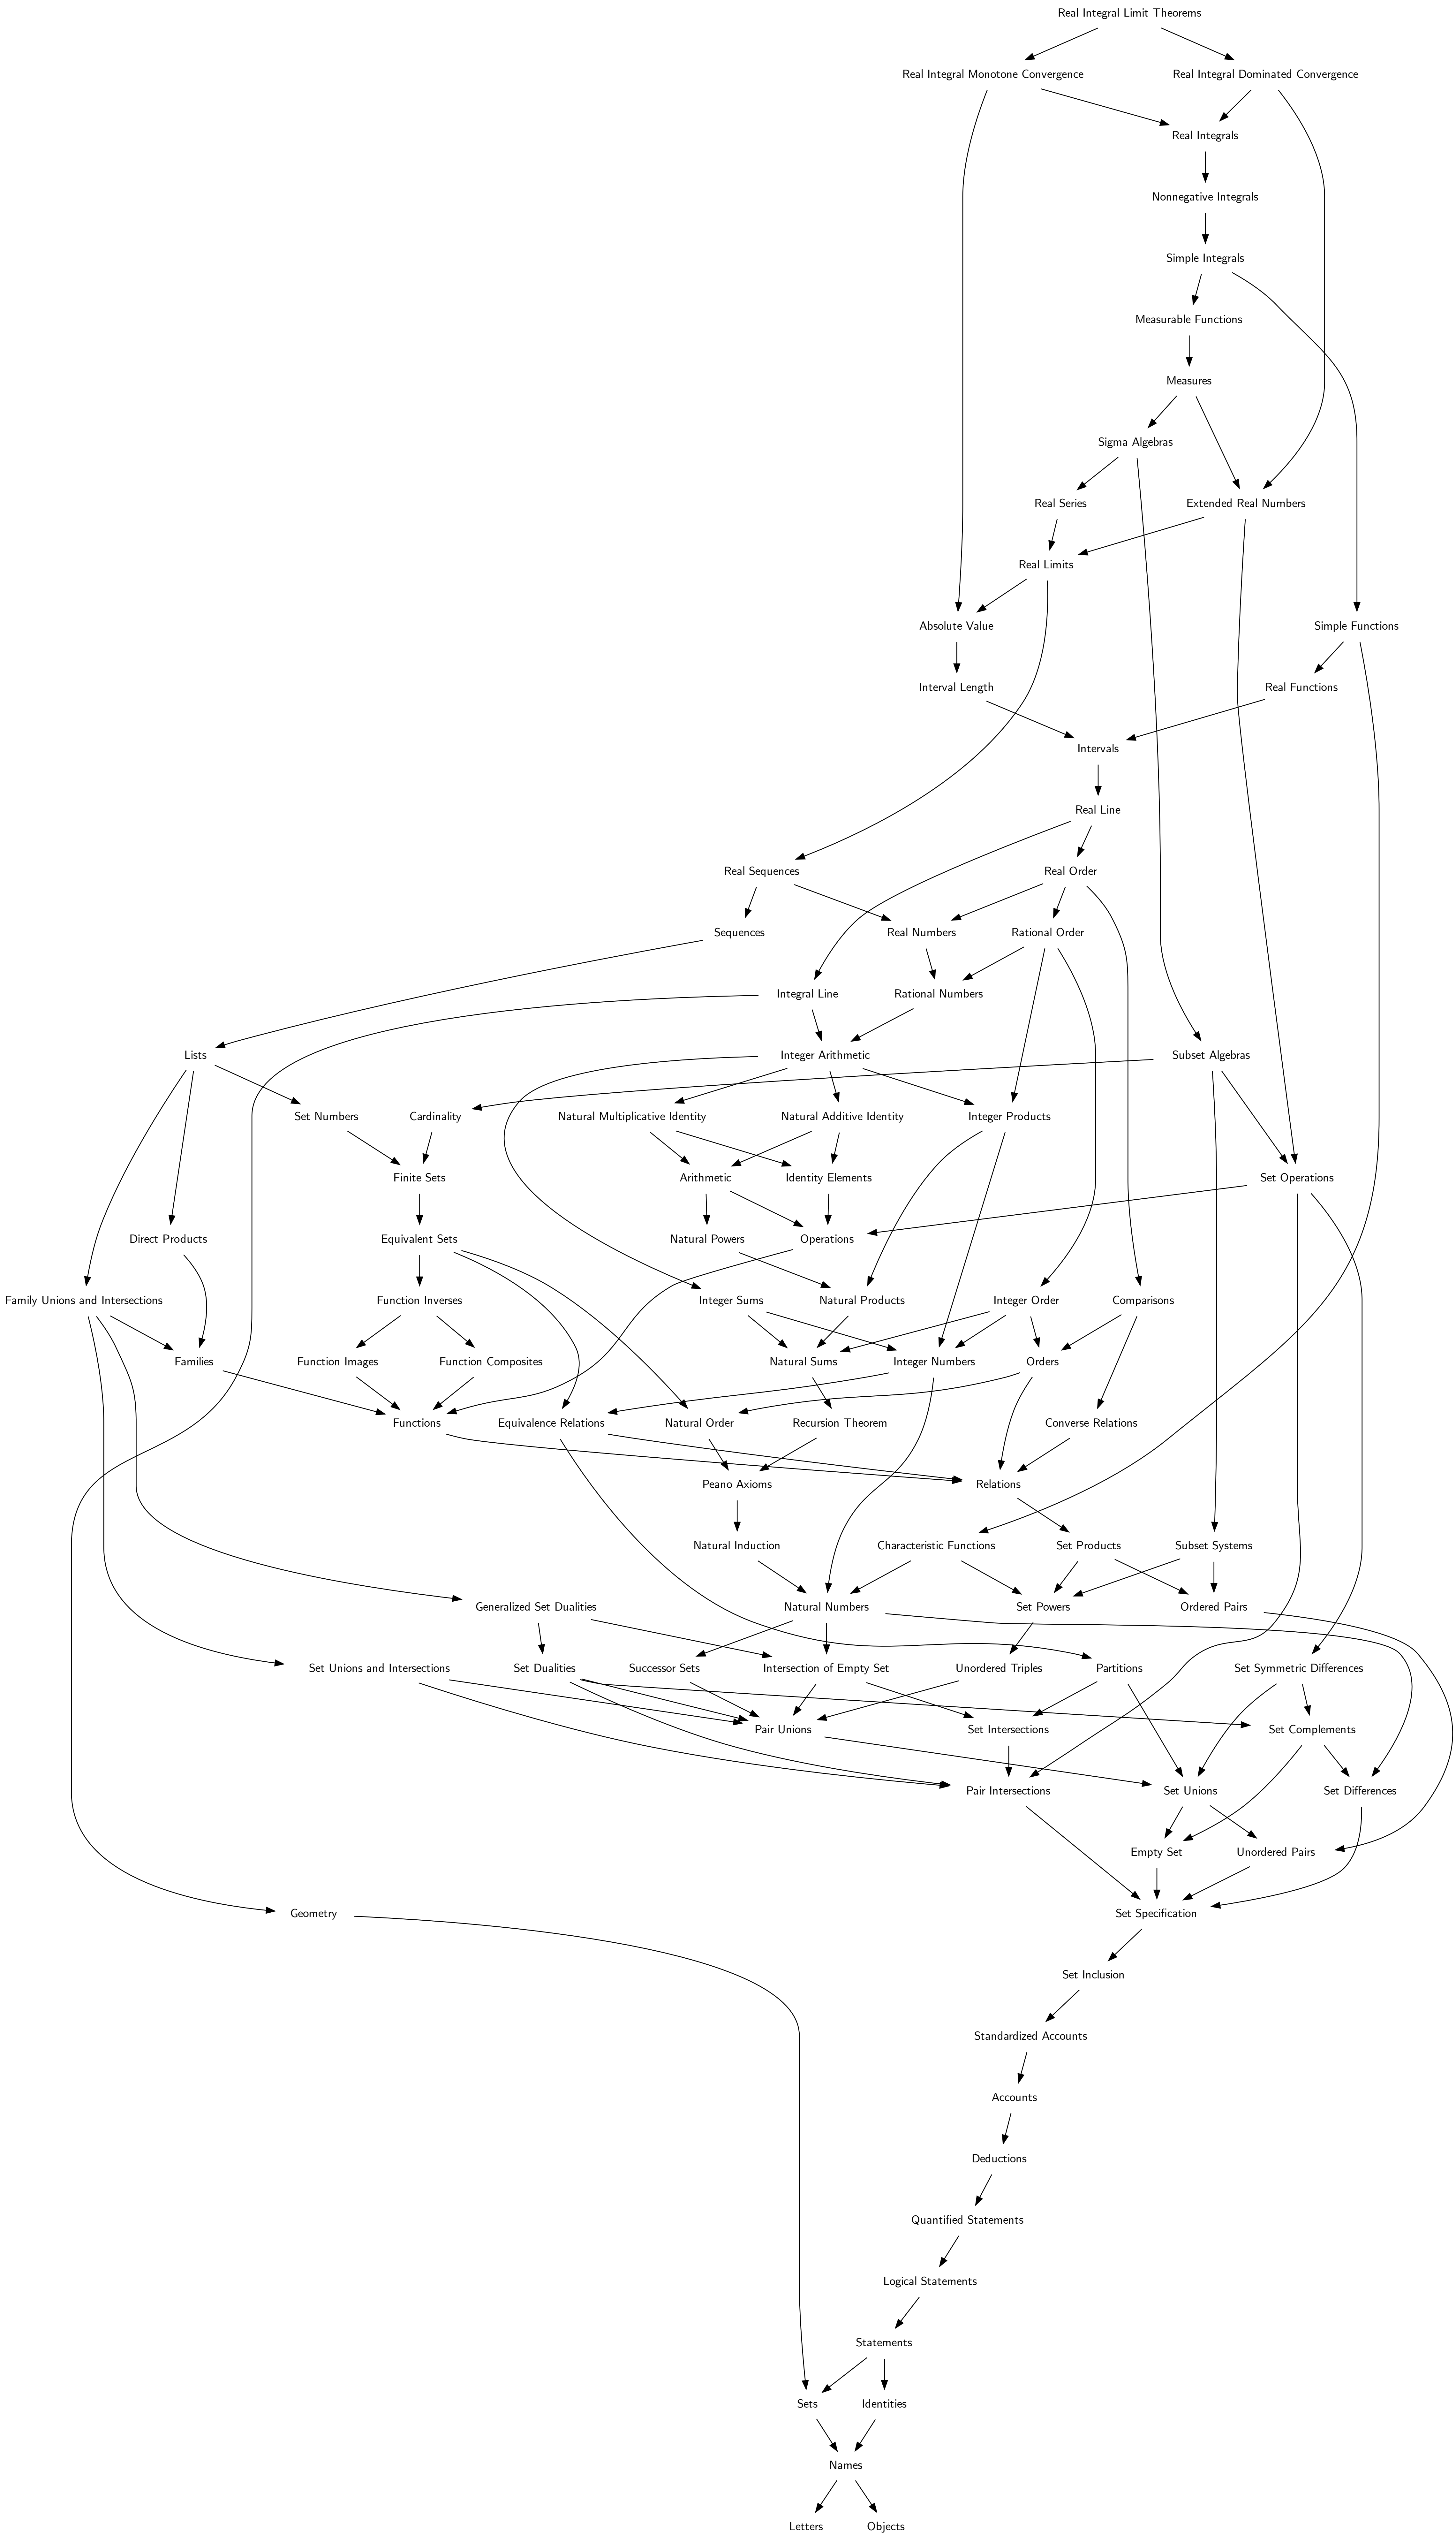 Real Integral Limit Theorems
Real Integral Monotone Convergence
Real Integral Dominated Convergence
Real Integrals
Nonnegative Integrals
Simple Integrals
Measurable Functions
Measures
Sigma Algebras
Real Series
Extended Real Numbers
Real Limits
Absolute Value
Simple Functions
Interval Length
Real Functions
Intervals
Real Line
Real Sequences
Real Order
Sequences
Real Numbers
Rational Order
Integral Line
Rational Numbers
Lists
Integer Arithmetic
Subset Algebras
Set Numbers
Cardinality
Natural Multiplicative Identity
Natural Additive Identity
Integer Products
Finite Sets
Arithmetic
Identity Elements
Set Operations
Direct Products
Equivalent Sets
Natural Powers
Operations
Family Unions and Intersections
Function Inverses
Integer Sums
Natural Products
Integer Order
Comparisons
Families
Function Images
Function Composites
Natural Sums
Integer Numbers
Orders
Functions
Equivalence Relations
Natural Order
Recursion Theorem
Converse Relations
Peano Axioms
Relations
Natural Induction
Characteristic Functions
Set Products
Subset Systems
Generalized Set Dualities
Natural Numbers
Set Powers
Ordered Pairs
Set Unions and Intersections
Set Dualities
Successor Sets
Intersection of Empty Set
Unordered Triples
Partitions
Set Symmetric Differences
Pair Unions
Set Intersections
Set Complements
Pair Intersections
Set Unions
Set Differences
Empty Set
Unordered Pairs
Geometry
Set Specification
Set Inclusion
Standardized Accounts
Accounts
Deductions
Quantified Statements
Logical Statements
Statements
Sets
Identities
Names
Letters
Objects